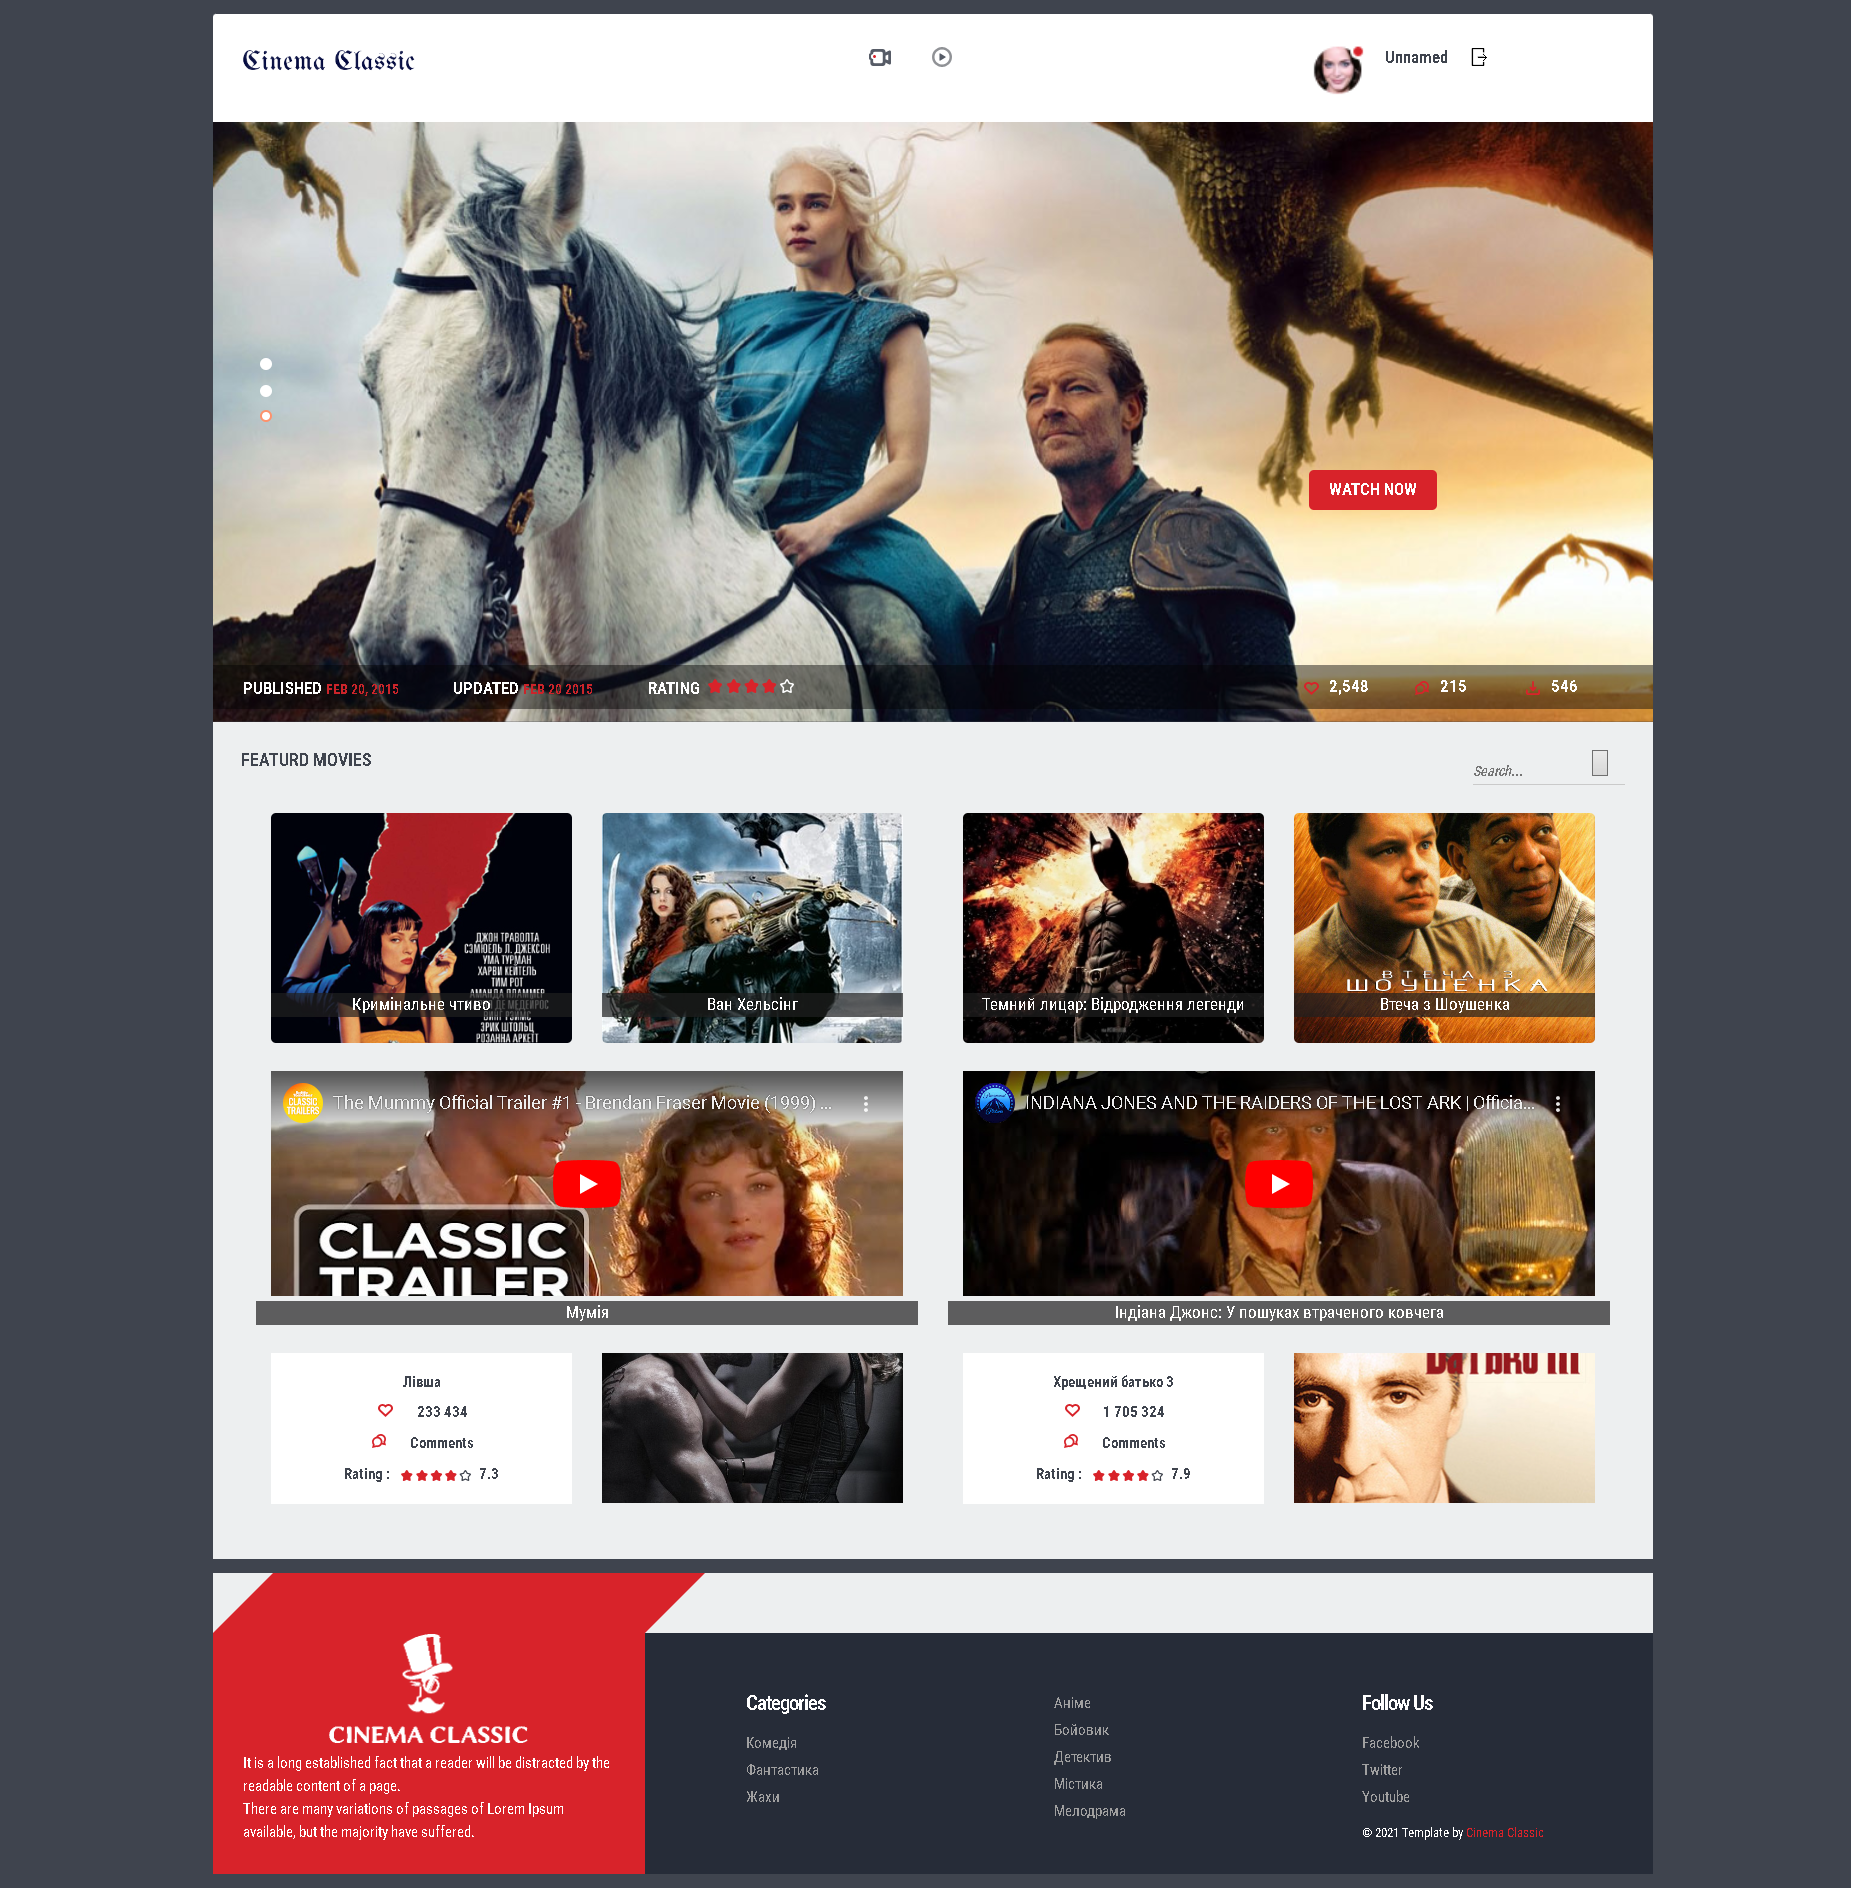 Cinema Classic
Unnamed
WATCH NOW
PUBLISHED FEB 20, 2015
UPDATED FEB 20 2015
RATING
2,548
215
546
FEATURD MOVIES
Search...
ДЖОН ТРАВОЛТА
СЭМЮЕЛЬ Л. ДЖЕКСОН
УМА ТУРМАН
ХАРВИ КЕЙТЕЛЬ
ТИМ РОТ
АМАНДА ПЛАММЕР
Кримінальне чтиво
ДЕ МЕДЕЙРОС
ВИНГ РЭЙМС
ЭРИК ШТОЛЬЦ
РОЗАННА АРКЕТТ
Ван Хельсінг
Темний лицар: Відродження легенди
ВТЕЧА З
ШОУШЕНКА
Втеча з Шоушенка
CLASSIC
TRAILERS
The Mummy Official Trailer #1 - Brendan Fraser Movie (1999) ...
CLASSIC
TRAILER
INDIANA JONES AND THE RAIDERS OF THE LOST ARK | Officia...
Мумія
Індіана Джонс: У пошуках втраченого ковчега
Лівша
233 434
Comments
Rating : 7.3
Хрещений батько 3
1 705 324
Comments
Rating : 7.9
CINEMA CLASSIC
It is a long established fact that a reader will be distracted by the
readable content of a page.
There are many variations of passages of Lorem Ipsum
available, but the majority have suffered.
Categories
Комедія
Фантастика
Жахи
Аніме
Бойовик
Детектив
Містика
Мелодрама
Follow Us
Facebook
Twitter
Youtube
© 2021 Template by Cinema Classic